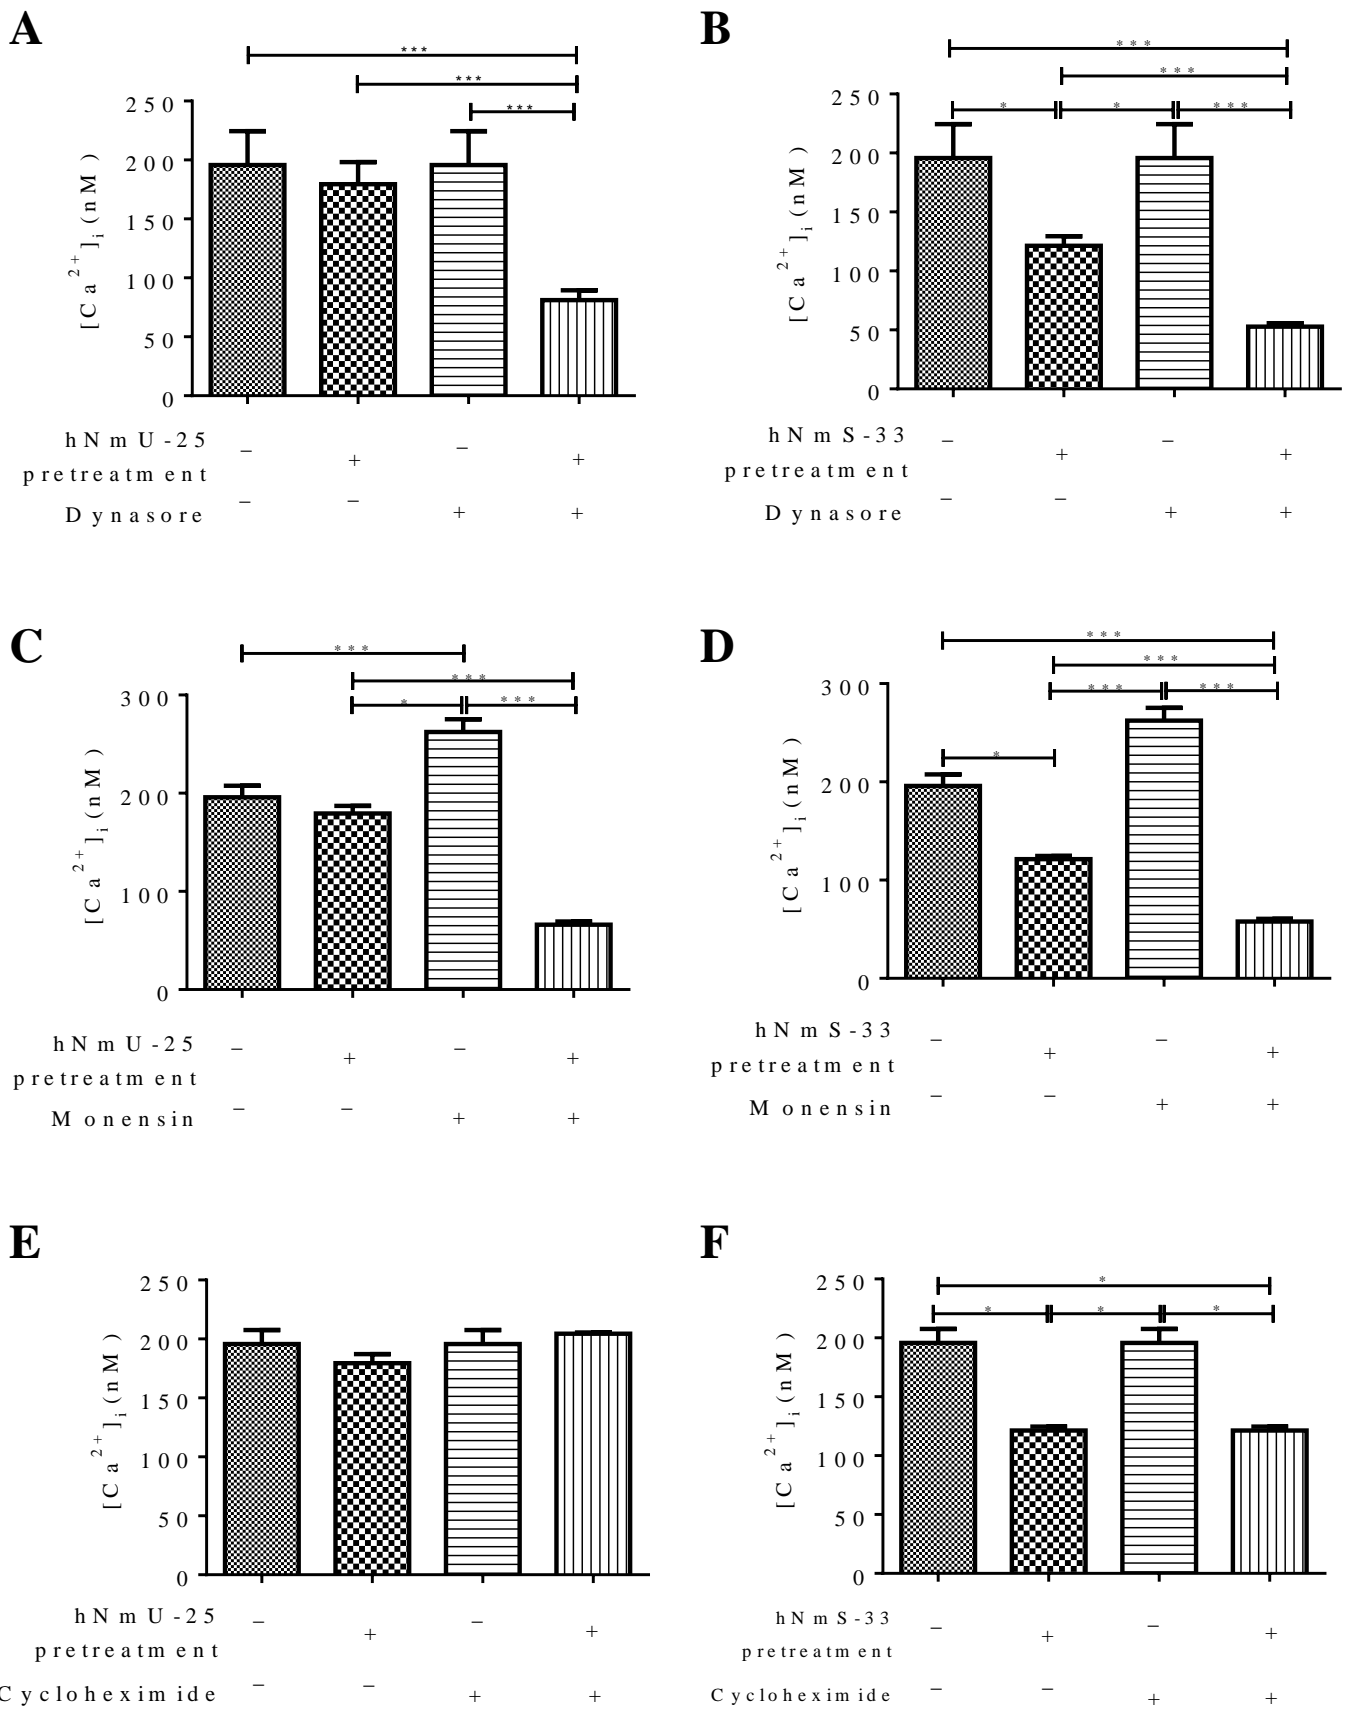 A
***
***
***
250
200
150
100
50
0
[Ca2+]i (nM)
hNmU-25 pretreatment − + − +
Dynasore − − + +
B
***
***
* * ***
250
200
150
100
50
0
[Ca2+]i (nM)
hNmS-33 pretreatment − + − +
Dynasore − − + +
C
***
***
* ***
300
200
100
0
[Ca2+]i (nM)
hNmU-25 pretreatment − + − +
Monensin − − + +
D
***
***
*** ***
*
300
200
100
0
[Ca2+]i (nM)
hNmS-33 pretreatment − + − +
Monensin − − + +
E
250
200
150
100
50
0
[Ca2+]i (nM)
hNmU-25 pretreatment − + − +
Cycloheximide − − + +
F
*
* * *
250
200
150
100
50
0
[Ca2+]i (nM)
hNmS-33 pretreatment − + − +
Cycloheximide − − + +